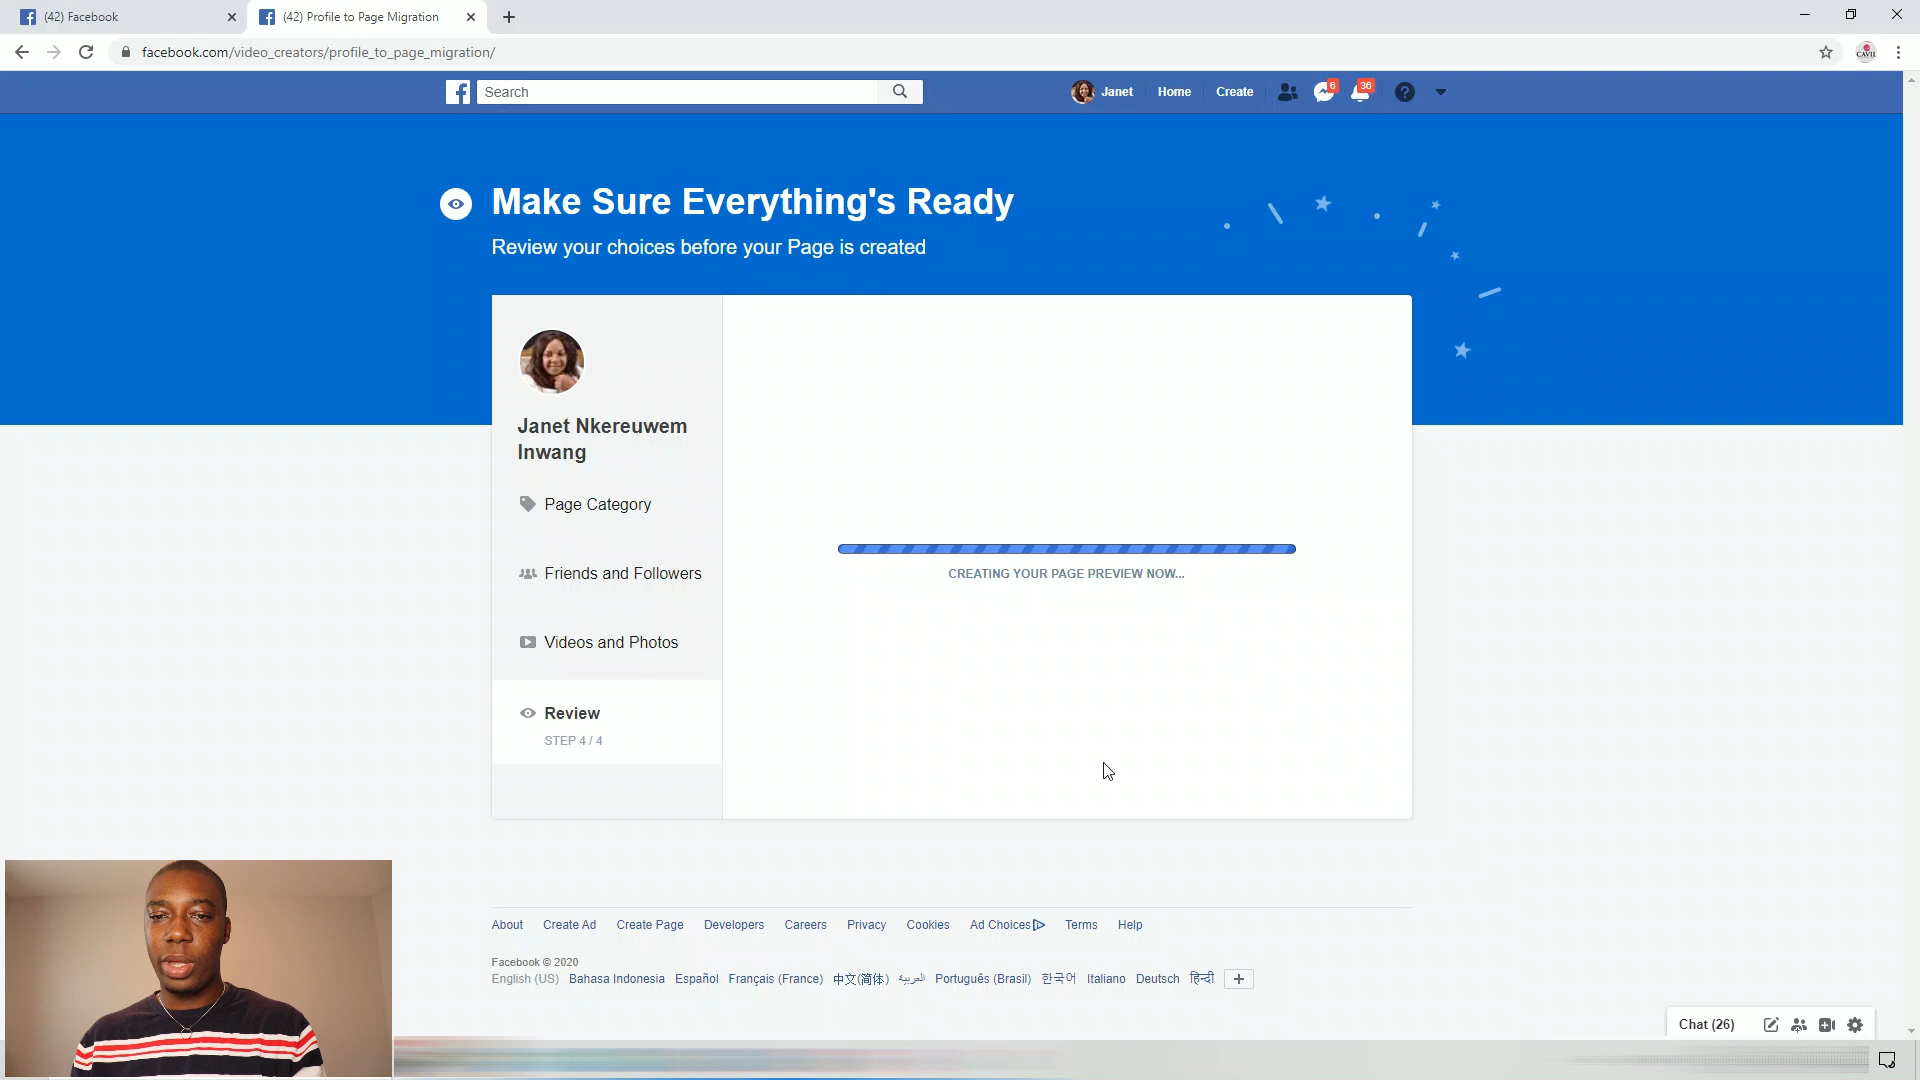 (42) Facebook
(42) Profile to Page Migration
facebook.com/video_creators/profile_to_page_migration/
CAVII
Search
Janet
Home
Create
6
36
Make Sure Everything's Ready
Review your choices before your Page is created
Janet Nkereuwem
Inwang
Page Category
Friends and Followers
Videos and Photos
Review
STEP 4 / 4
CREATING YOUR PAGE PREVIEW NOW...
About Create Ad Create Page Developers Careers Privacy Cookies Ad Choices Terms Help
Facebook © 2020
English (US) Bahasa Indonesia Español Français (France) 中文(简体) العربية Português (Brasil) 한국어 Italiano Deutsch हिन्दी
Chat (26)